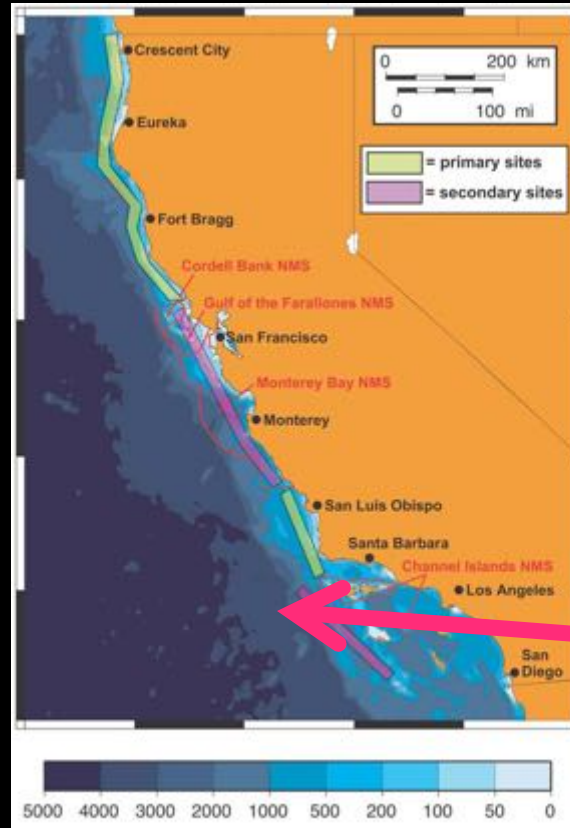 Crescent City
0 200 km
0 100 mi
Eureka
= primary sites
= secondary sites
Fort Bragg
Cordell Bank NMS
Gulf of the Farallones NMS
San Francisco
Monterey Bay NMS
Monterey
San Luis Obispo
Santa Barbara
Channel Islands NMS
Los Angeles
San
Diego
5000 4000 3000 2000 1000 500 200 100 50 0